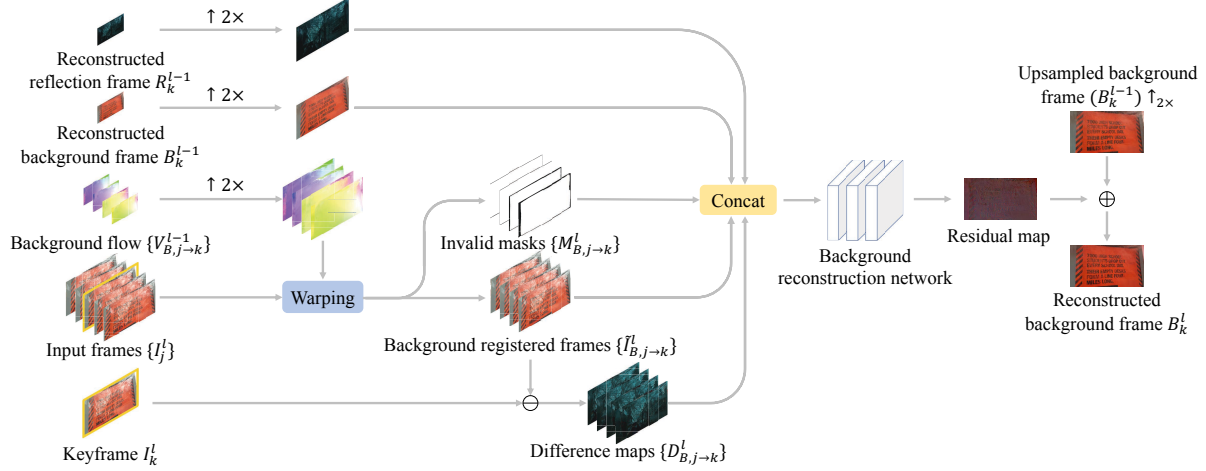 ↑ 2×
Reconstructed
reflection frame $R_k^{l-1}$
↑ 2×
Reconstructed
background frame $B_k^{l-1}$
↑ 2×
Background flow $\{V_{B,j→k}^{l-1}\}$
Input frames $\{I_j^l\}$
Keyframe $I_k^l$
Warping
Invalid masks $\{M_{B,j→k}^l\}$
Background registered frames $\{\tilde{I}_{B,j→k}^l\}$
Difference maps $\{D_{B,j→k}^l\}$
Concat
Background
reconstruction network
Residual map
Upsampled background
frame $(B_k^{l-1})$ ↑$_{2×}$
Reconstructed
background frame $B_k^l$